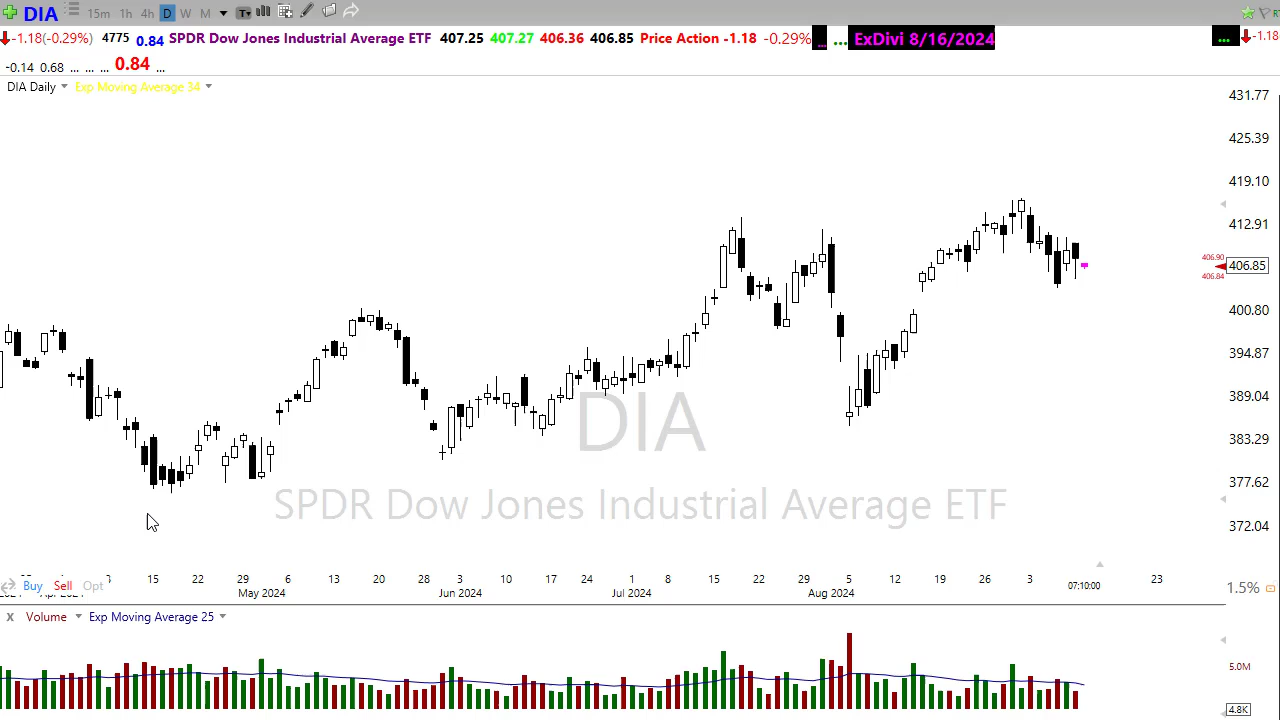 DIA 15m 1h 4h D W M T
-1.18(-0.29%) 4775 0.84 SPDR Dow Jones Industrial Average ETF 407.25 407.27 406.36 406.85 Price Action -1.18 -0.29% ... ... ExDivi 8/16/2024 ... -1.18
-0.14 0.68 ... ... ... 0.84 ...
DIA Daily Exp Moving Average 34
431.77
425.39
419.10
412.91
406.90
406.85
406.84
400.80
394.87
389.04
383.29
377.62
372.04
DIA
SPDR Dow Jones Industrial Average ETF
15 22 29 6 13 20 28 3 10 17 24 1 8 15 22 29 5 12 19 26 3 07:10:00 23
Buy Sell Opt 1.5%
May 2024 Jun 2024 Jul 2024 Aug 2024
X Volume Exp Moving Average 25
5.0M
4.8K